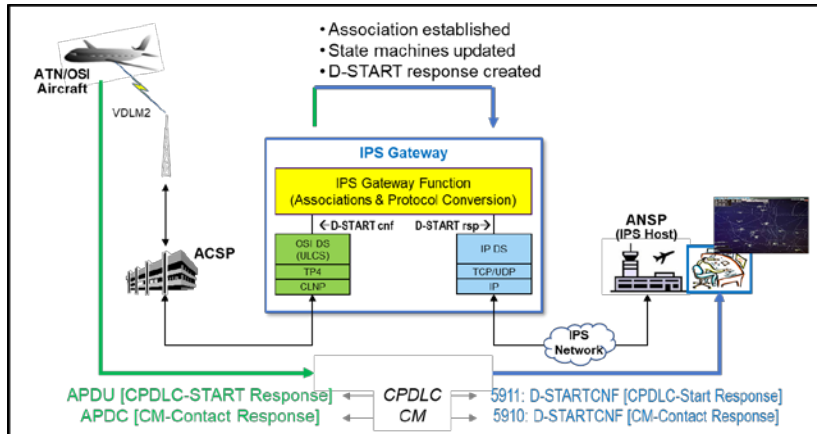 • Association established
• State machines updated
• D-START response created
ATN/OSI
Aircraft
VDLM2
IPS Gateway
IPS Gateway Function
(Associations & Protocol Conversion)
←D-START cnf
D-START rsp→
OSI DS
(ULCS)
TP4
CLNP
IP DS
TCP/UDP
IP
ACSP
ANSP
(IPS Host)
IPS
Network
APDU [CPDLC-START Response]
CPDLC
5911: D-STARTCNF [CPDLC-Start Response]
APDC [CM-Contact Response]
CM
5910: D-STARTCNF [CM-Contact Response]